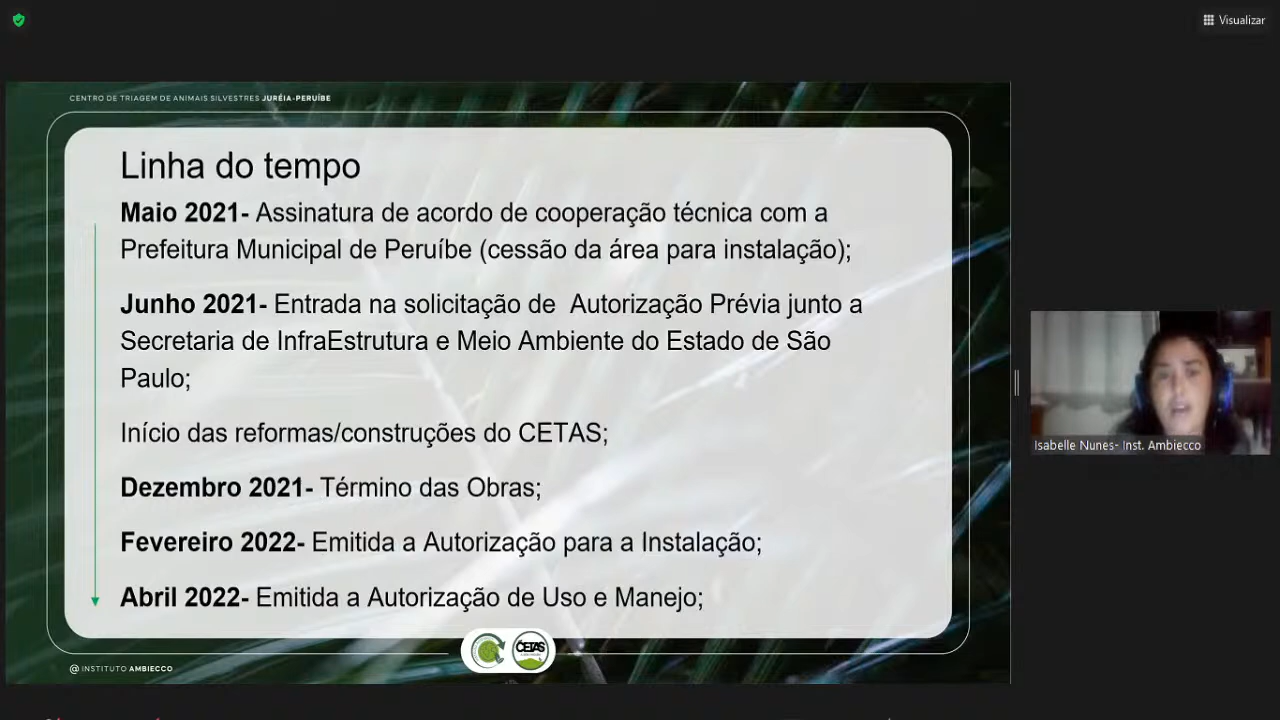 Visualizar
CENTRO DE TRIAGEM DE ANIMAIS SILVESTRES JURÉIA-PERUÍBE
Linha do tempo
Maio 2021- Assinatura de acordo de cooperação técnica com a
Prefeitura Municipal de Peruíbe (cessão da área para instalação);
Junho 2021- Entrada na solicitação de Autorização Prévia junto a
Secretaria de InfraEstrutura e Meio Ambiente do Estado de São
Paulo;
Início das reformas/construções do CETAS;
Dezembro 2021- Término das Obras;
Fevereiro 2022- Emitida a Autorização para a Instalação;
Abril 2022- Emitida a Autorização de Uso e Manejo;
Isabelle Nunes- Inst. Ambiecco
CETAS
@ INSTITUTO AMBIECCO